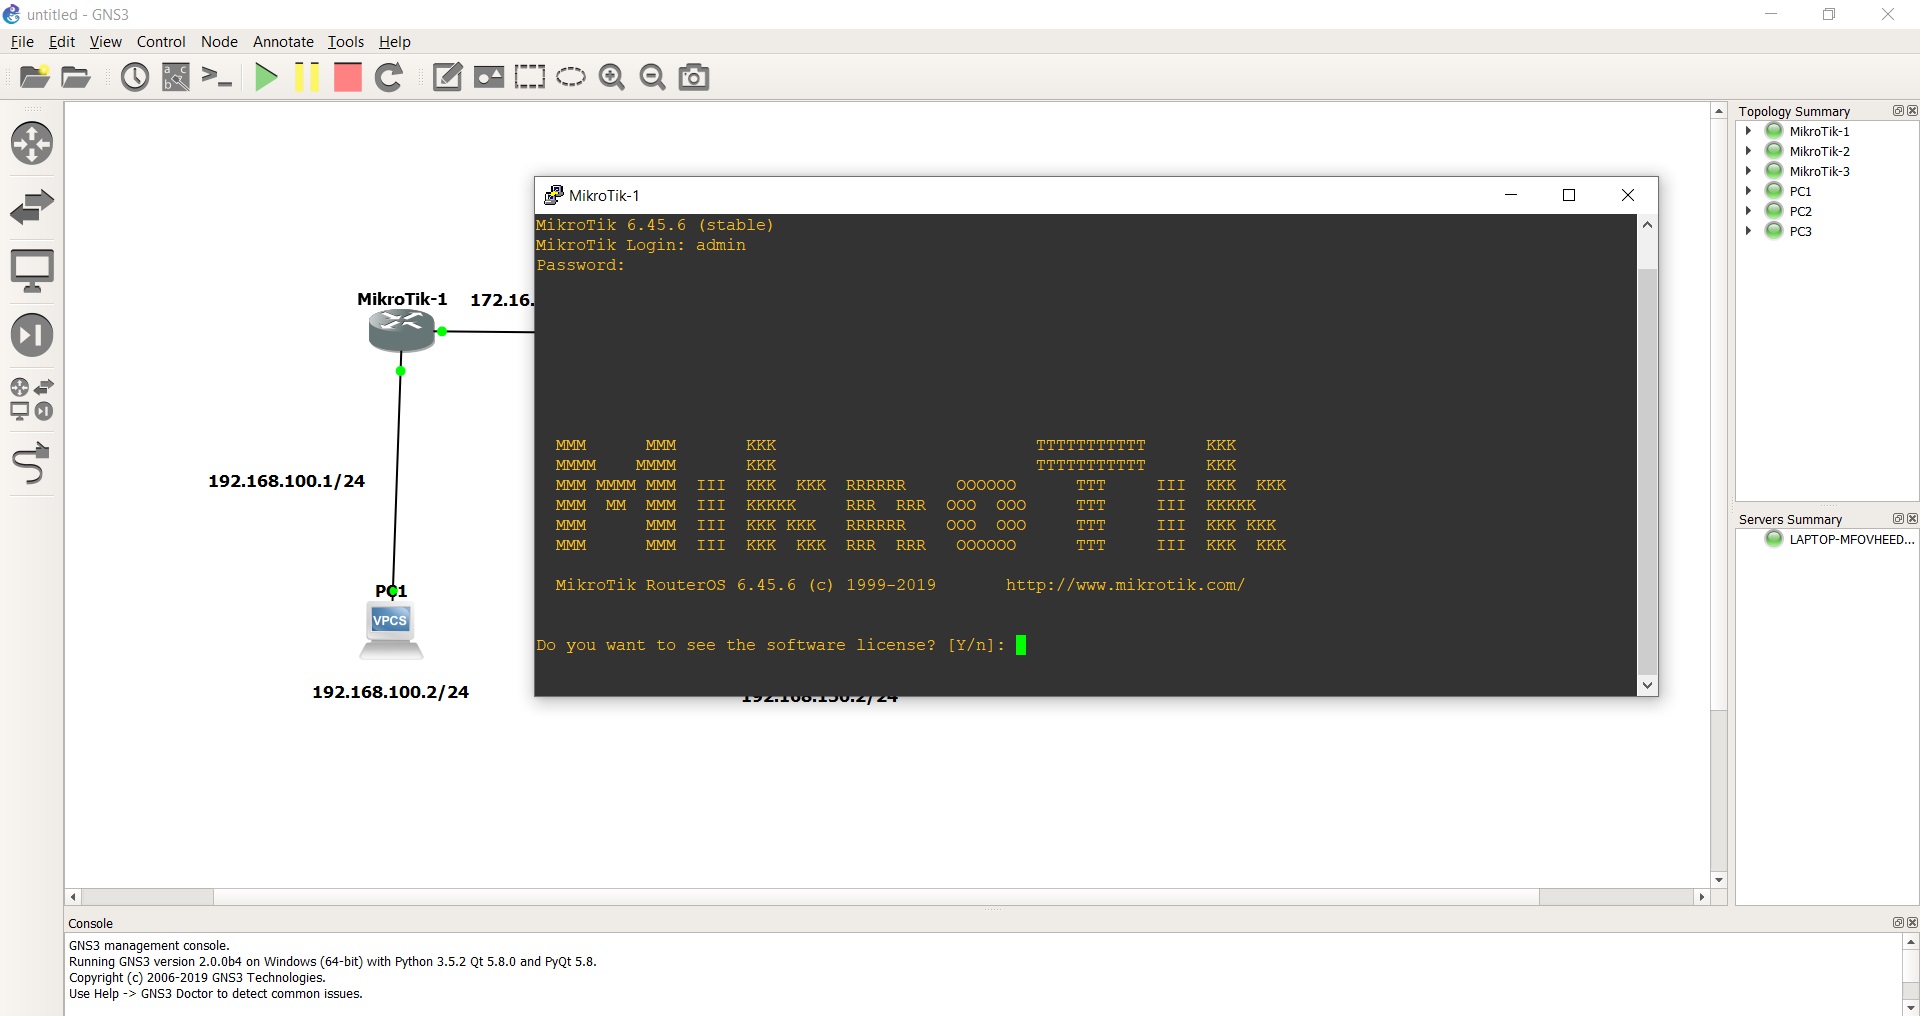 untitled - GNS3
File Edit View Control Node Annotate Tools Help
Topology Summary
MikroTik-1
MikroTik-2
MikroTik-3
PC1
PC2
PC3
Servers Summary
LAPTOP-MFOVHEED...
MikroTik-1 172.16.
192.168.100.1/24
PC1
VPCS
192.168.100.2/24
192.168.150.2/24
MikroTik-1
MikroTik 6.45.6 (stable)
MikroTik Login: admin
Password:
MMM MMM KKK TTTTTTTTTTT KKK
MMMM MMMM KKK TTTTTTTTTTT KKK
MMM MMMM MMM III KKK KKK RRRRRR OOOOOO TTT III KKK KKK
MMM MM MMM III KKKKK RRR RRR OOO OOO TTT III KKKKK
MMM MMM III KKK KKK RRRRRR OOO OOO TTT III KKK KKK
MMM MMM III KKK KKK RRR RRR OOOOOO TTT III KKK KKK
MikroTik RouterOS 6.45.6 (c) 1999-2019 http://www.mikrotik.com/
Do you want to see the software license? [Y/n]:
Console
GNS3 management console.
Running GNS3 version 2.0.0b4 on Windows (64-bit) with Python 3.5.2 Qt 5.8.0 and PyQt 5.8.
Copyright (c) 2006-2019 GNS3 Technologies.
Use Help -> GNS3 Doctor to detect common issues.